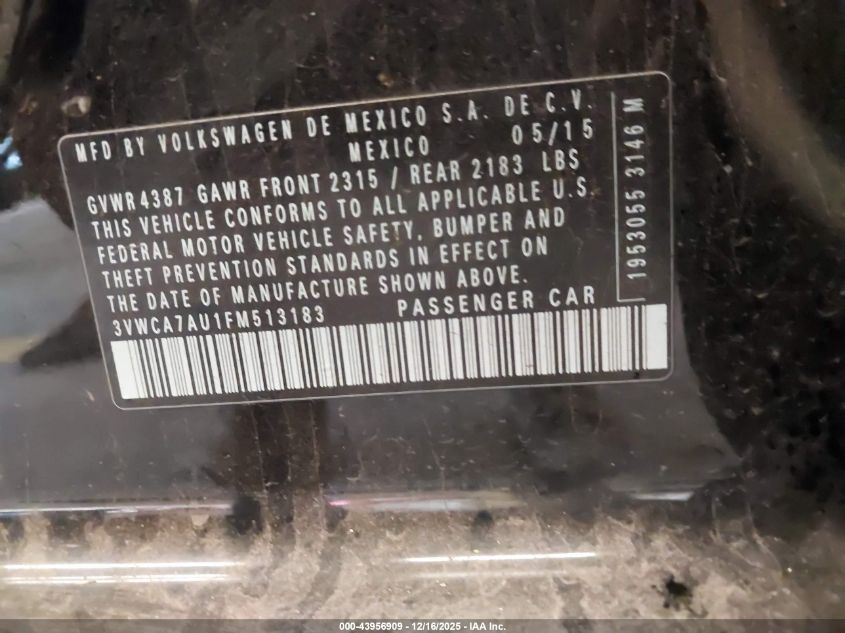 MFD BY VOLKSWAGEN DE MEXICO S.A. DE C.V.
MEXICO 05/15
GVWR 4387 GAWR FRONT 2315 / REAR 2183 LBS
THIS VEHICLE CONFORMS TO ALL APPLICABLE U.S.
FEDERAL MOTOR VEHICLE SAFETY, BUMPER AND
THEFT PREVENTION STANDARDS IN EFFECT ON
THE DATE OF MANUFACTURE SHOWN ABOVE.
3VWCA7AU1FM513183 PASSENGER CAR
1953055 3146 M
000-43956909 - 12/16/2025 - IAA Inc.